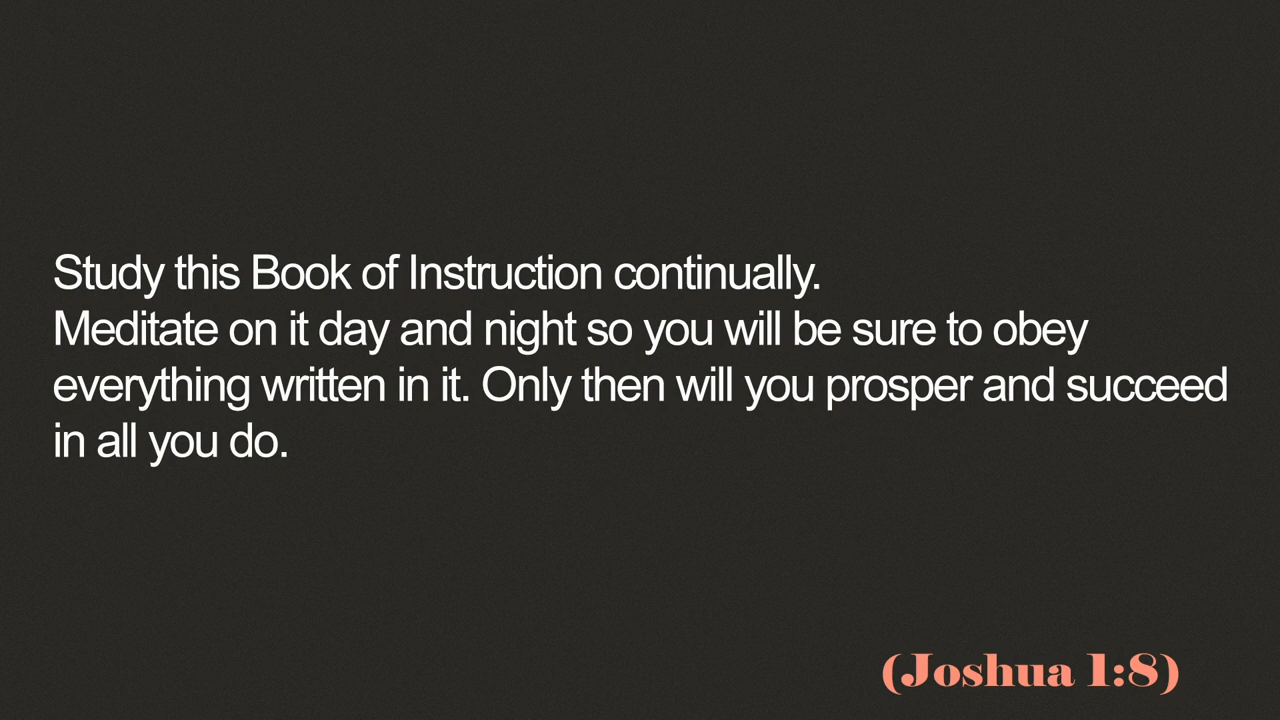 Study this Book of Instruction continually.
Meditate on it day and night so you will be sure to obey
everything written in it. Only then will you prosper and succeed
in all you do.
(Joshua 1:8)